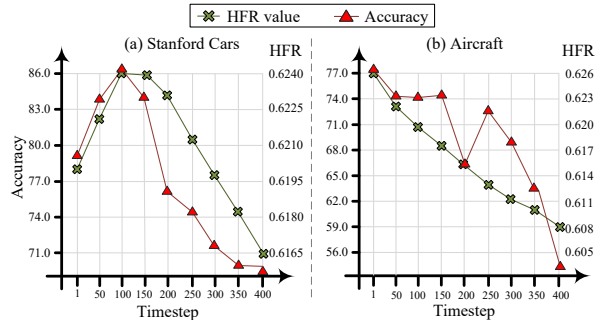 HFR value Accuracy
(a) Stanford Cars HFR
86.0 0.6240
83.0 0.6225
80.0 0.6210
77.0 0.6195
74.0 0.6180
71.0 0.6165
Accuracy
1 50 100 150 200 250 300 350 400
Timestep
(b) Aircraft HFR
77.0 0.626
74.0 0.623
71.0 0.620
68.0 0.617
65.0 0.614
62.0 0.611
59.0 0.608
56.0 0.605
1 50 100 150 200 250 300 350 400
Timestep